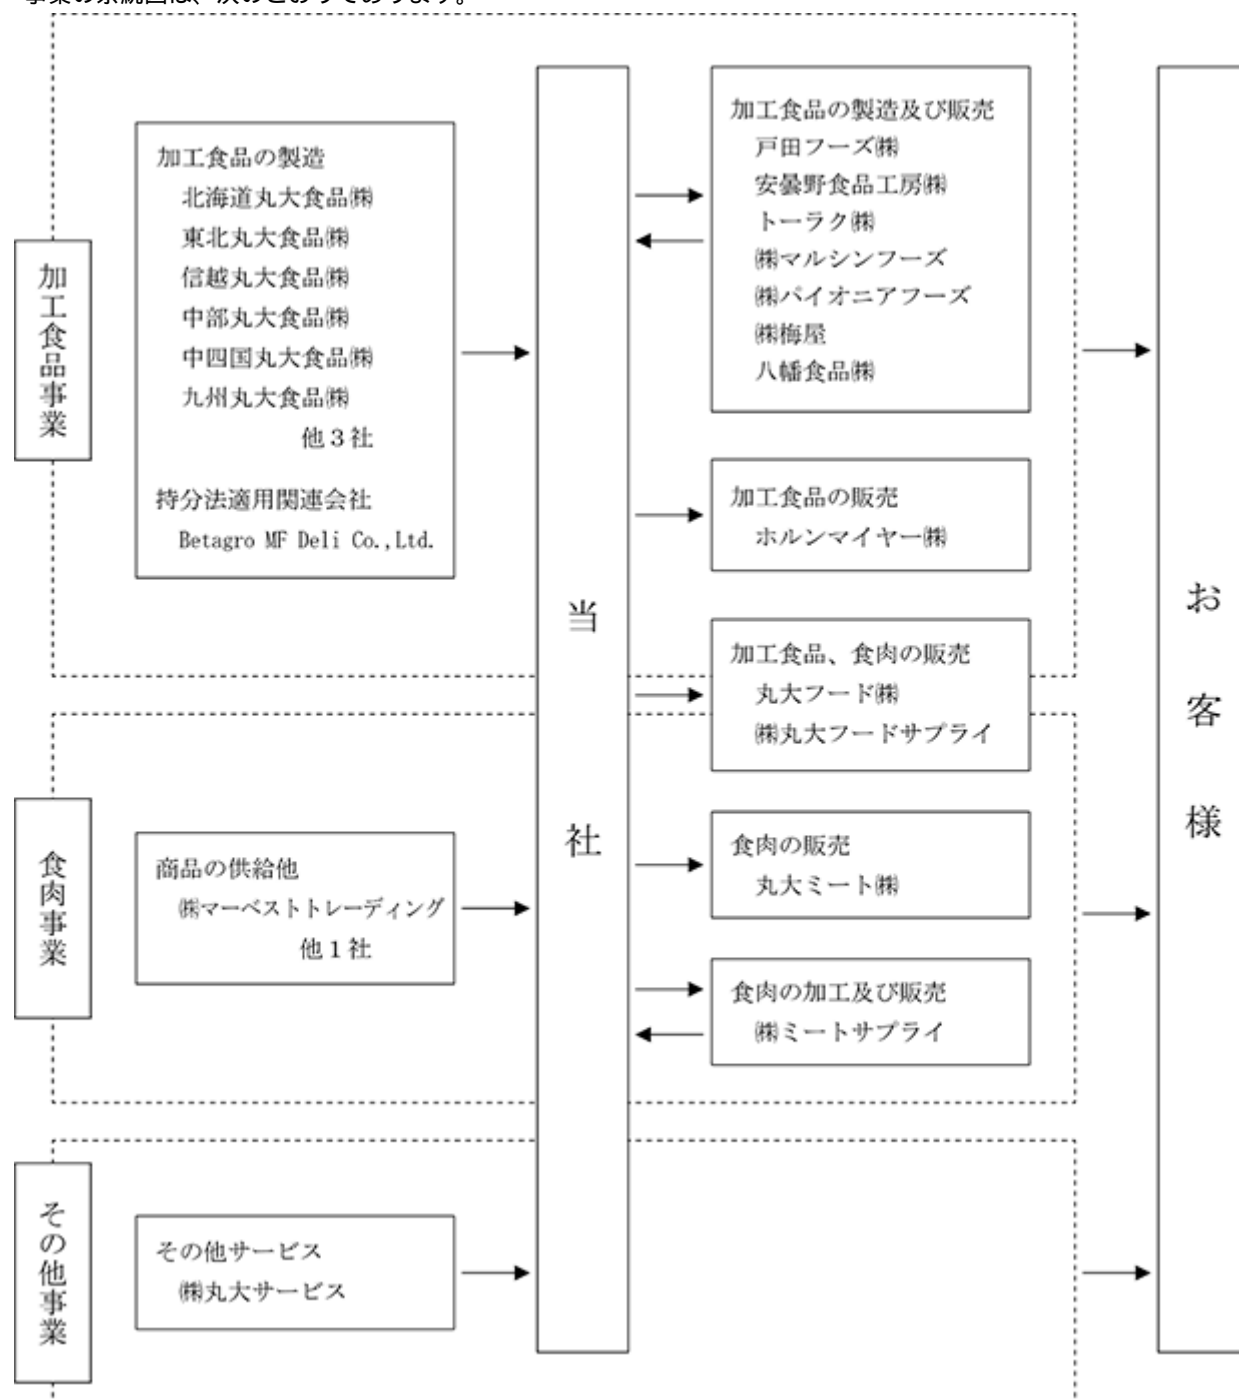 事業の系統図は、次のとおりであります。
加工食品事業
加工食品の製造
北海道丸大食品㈱
東北丸大食品㈱
信越丸大食品㈱
中部丸大食品㈱
中四国丸大食品㈱
九州丸大食品㈱
他3社
持分法適用関連会社
Betagro MF Deli Co.,Ltd.
加工食品の製造及び販売
戸田フーズ㈱
安曇野食品工房㈱
トーラク㈱
㈱マルシンフーズ
㈱パイオニアフーズ
㈱梅屋
八幡食品㈱
加工食品の販売
ホルンマイヤー㈱
加工食品、食肉の販売
丸大フード㈱
㈱丸大フードサプライ
食肉事業
商品の供給他
㈱マーベストトレーディング
他1社
食肉の販売
丸大ミート㈱
食肉の加工及び販売
㈱ミートサプライ
その他事業
その他サービス
㈱丸大サービス
当社
お客様